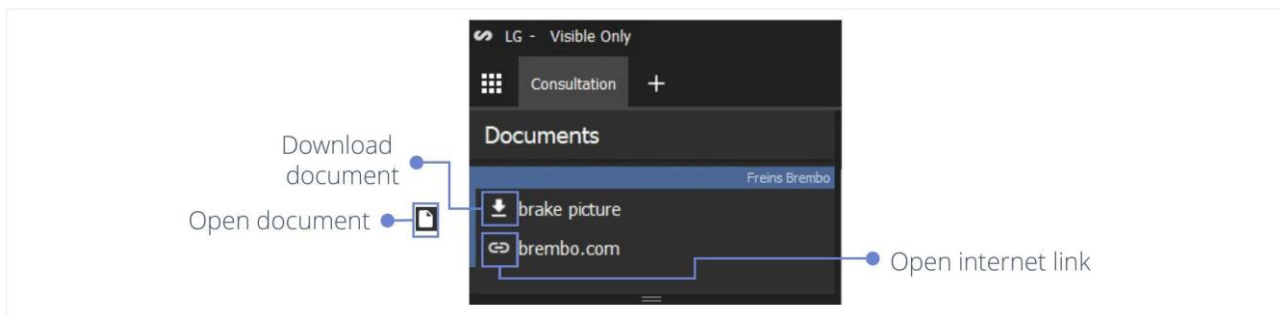 LG - Visible Only
Consultation
Documents
Download
document
Freins Brembo
Open document
brake picture
brembo.com
Open internet link